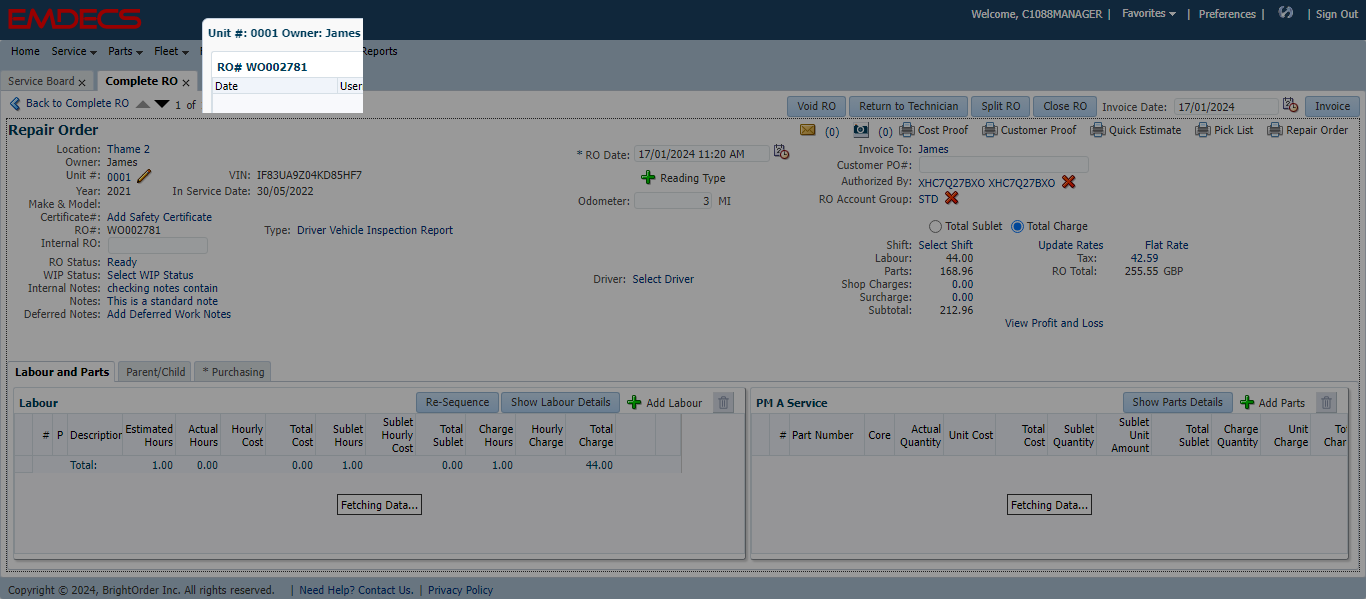 EMDECS
Welcome, C1088MANAGER | Favorites | Preferences | | Sign Out
Unit #: 0001 Owner: James
Home Service Parts Fleet Reports
RO# WO002781
Date User
Service Board x Complete RO x
Back to Complete RO 1 of
Void RO Return to Technician Split RO Close RO Invoice Date: 17/01/2024 Invoice
Repair Order
(0) (0) Cost Proof Customer Proof Quick Estimate Pick List Repair Order
Location: Thame 2
Owner: James
Unit #: 0001 VIN: IF83UA9Z04KD85HF7
Year: 2021 In Service Date: 30/05/2022
Make & Model:
Certificate#: Add Safety Certificate
RO#: WO002781 Type: Driver Vehicle Inspection Report
Internal RO:
RO Status: Ready
WIP Status: Select WIP Status
Internal Notes: checking notes contain
Notes: This is a standard note
Deferred Notes: Add Deferred Work Notes
* RO Date: 17/01/2024 11:20 AM
Reading Type
Odometer: 3 MI
Driver: Select Driver
Invoice To: James
Customer PO#:
Authorized By: XHC7Q27BXO XHC7Q27BXO
RO Account Group: STD
Total Sublet Total Charge
Shift: Select Shift Update Rates Flat Rate
Labour: 44.00 Tax: 42.59
Parts: 168.96 RO Total: 255.55 GBP
Shop Charges: 0.00
Surcharge: 0.00
Subtotal: 212.96
View Profit and Loss
Labour and Parts Parent/Child * Purchasing
Labour Re-Sequence Show Labour Details Add Labour
# P Description Estimated Hours Actual Hours Hourly Cost Total Cost Sublet Hours Sublet Hourly Cost Total Sublet Charge Hours Hourly Charge Total Charge
Total: 1.00 0.00 0.00 1.00 0.00 1.00 44.00
Fetching Data...
PM A Service Show Parts Details Add Parts
# Part Number Core Actual Quantity Unit Cost Total Cost Sublet Quantity Sublet Unit Amount Total Sublet Charge Quantity Unit Charge
Fetching Data...
Copyright © 2024, BrightOrder Inc. All rights reserved. | Need Help? Contact Us. | Privacy Policy